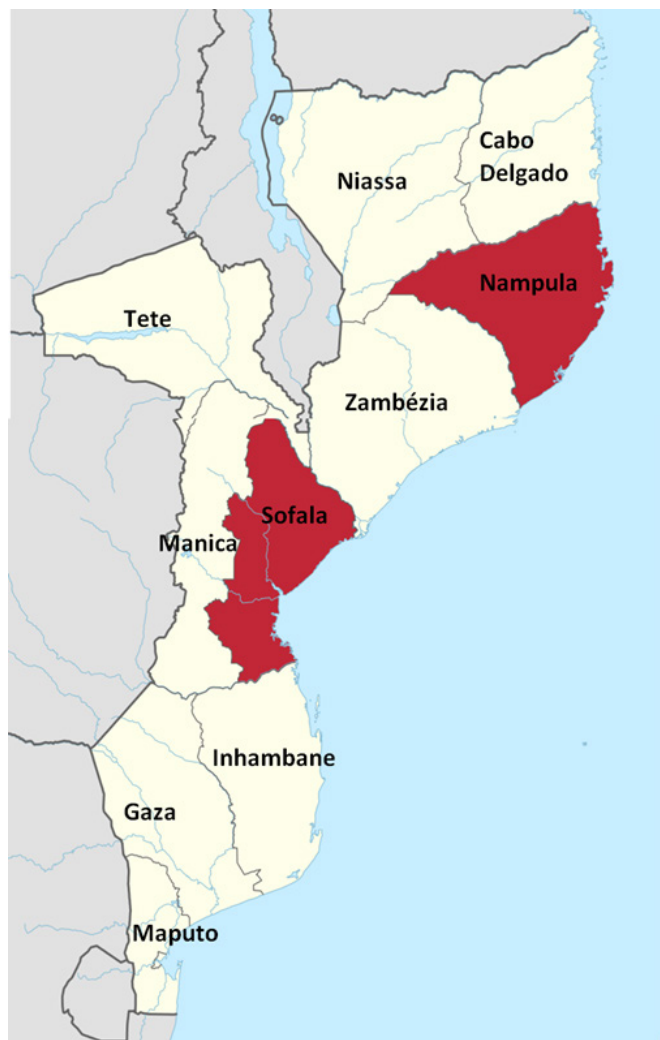 Cabo
Delgado
Niassa
Nampula
Tete
Zambézia
Sofala
Manica
Inhambane
Gaza
Maputo